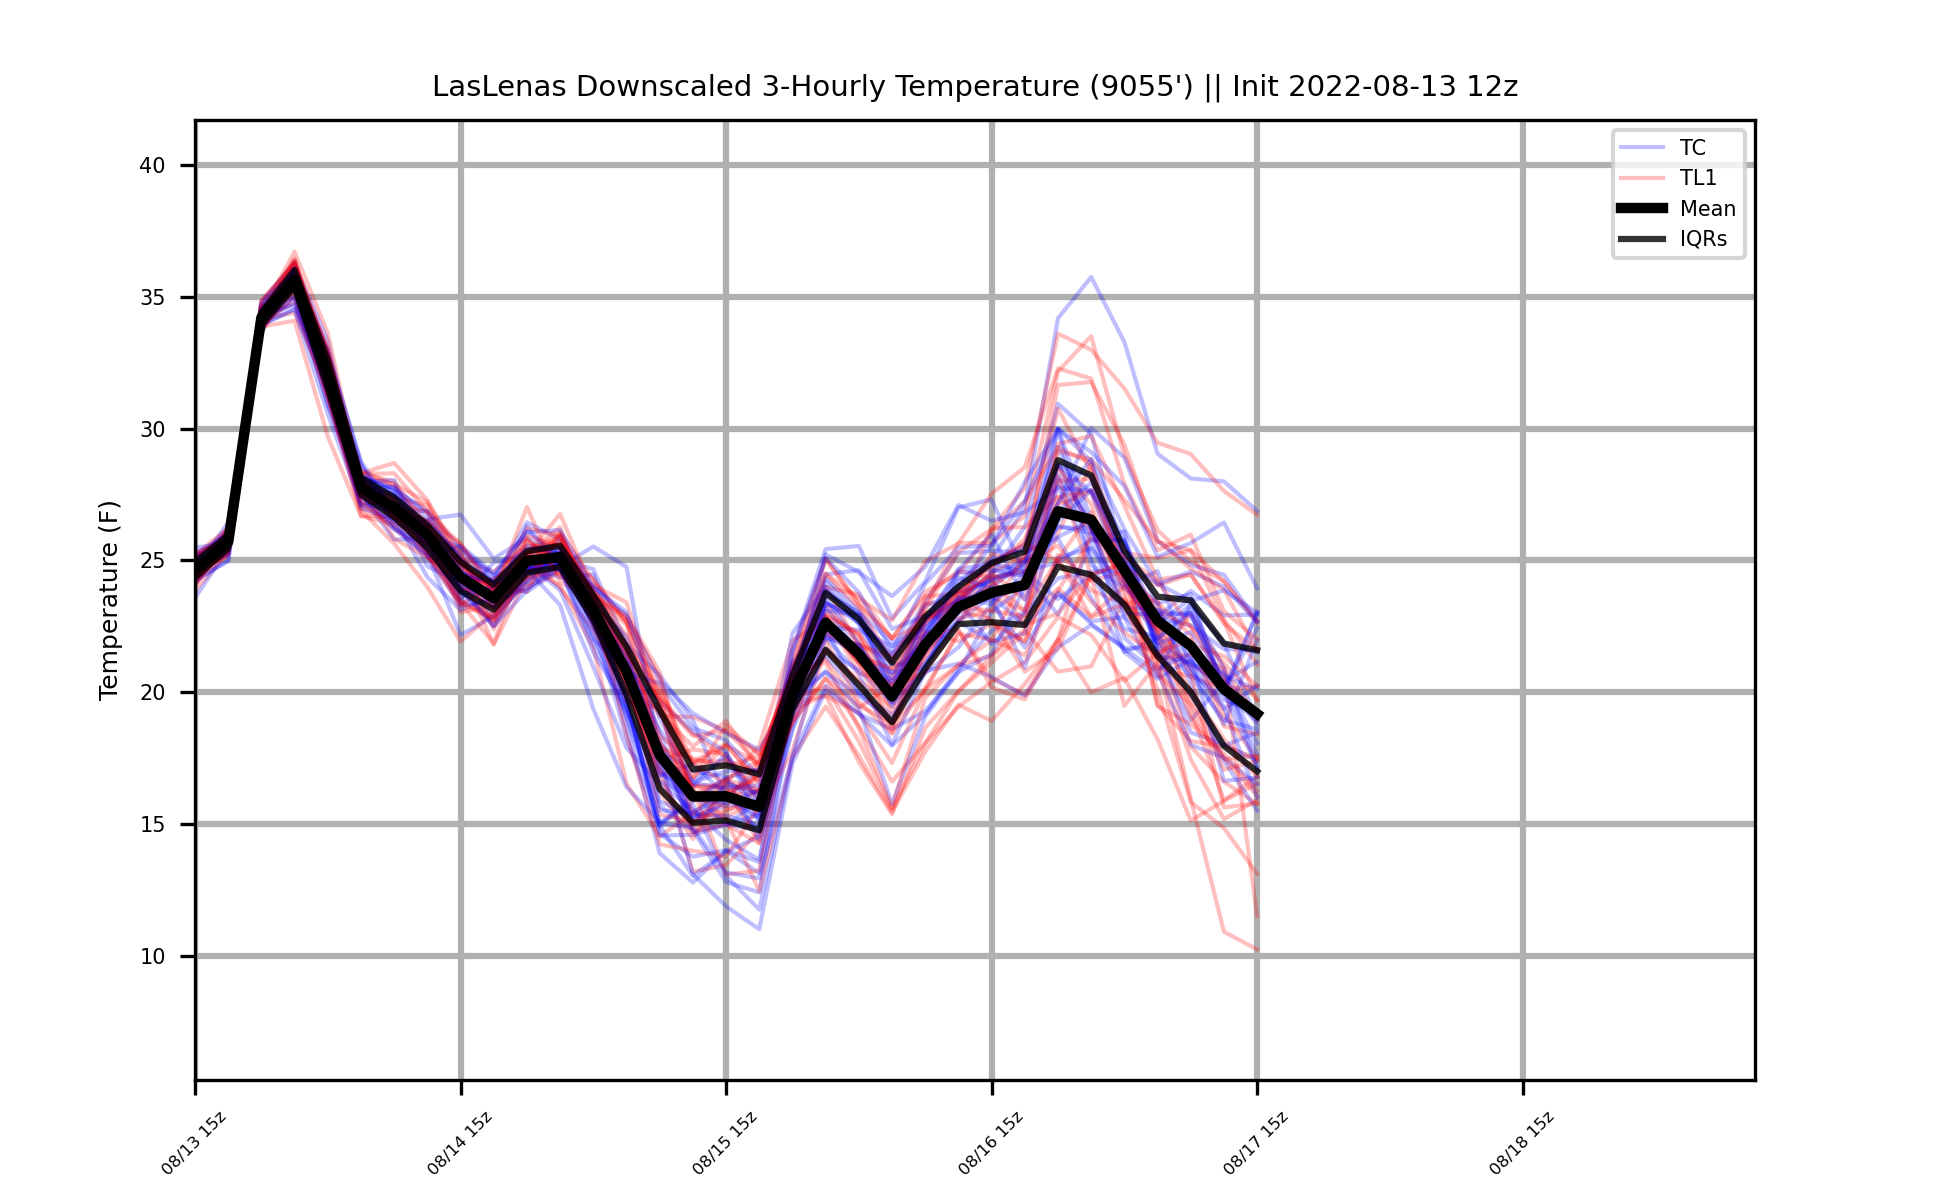 LasLenas Downscaled 3-Hourly Temperature (9055') || Init 2022-08-13 12z
TC
TL1
Mean
IQRs
Temperature (F)
40
35
30
25
20
15
10
08/13 15z
08/14 15z
08/15 15z
08/16 15z
08/17 15z
08/18 15z